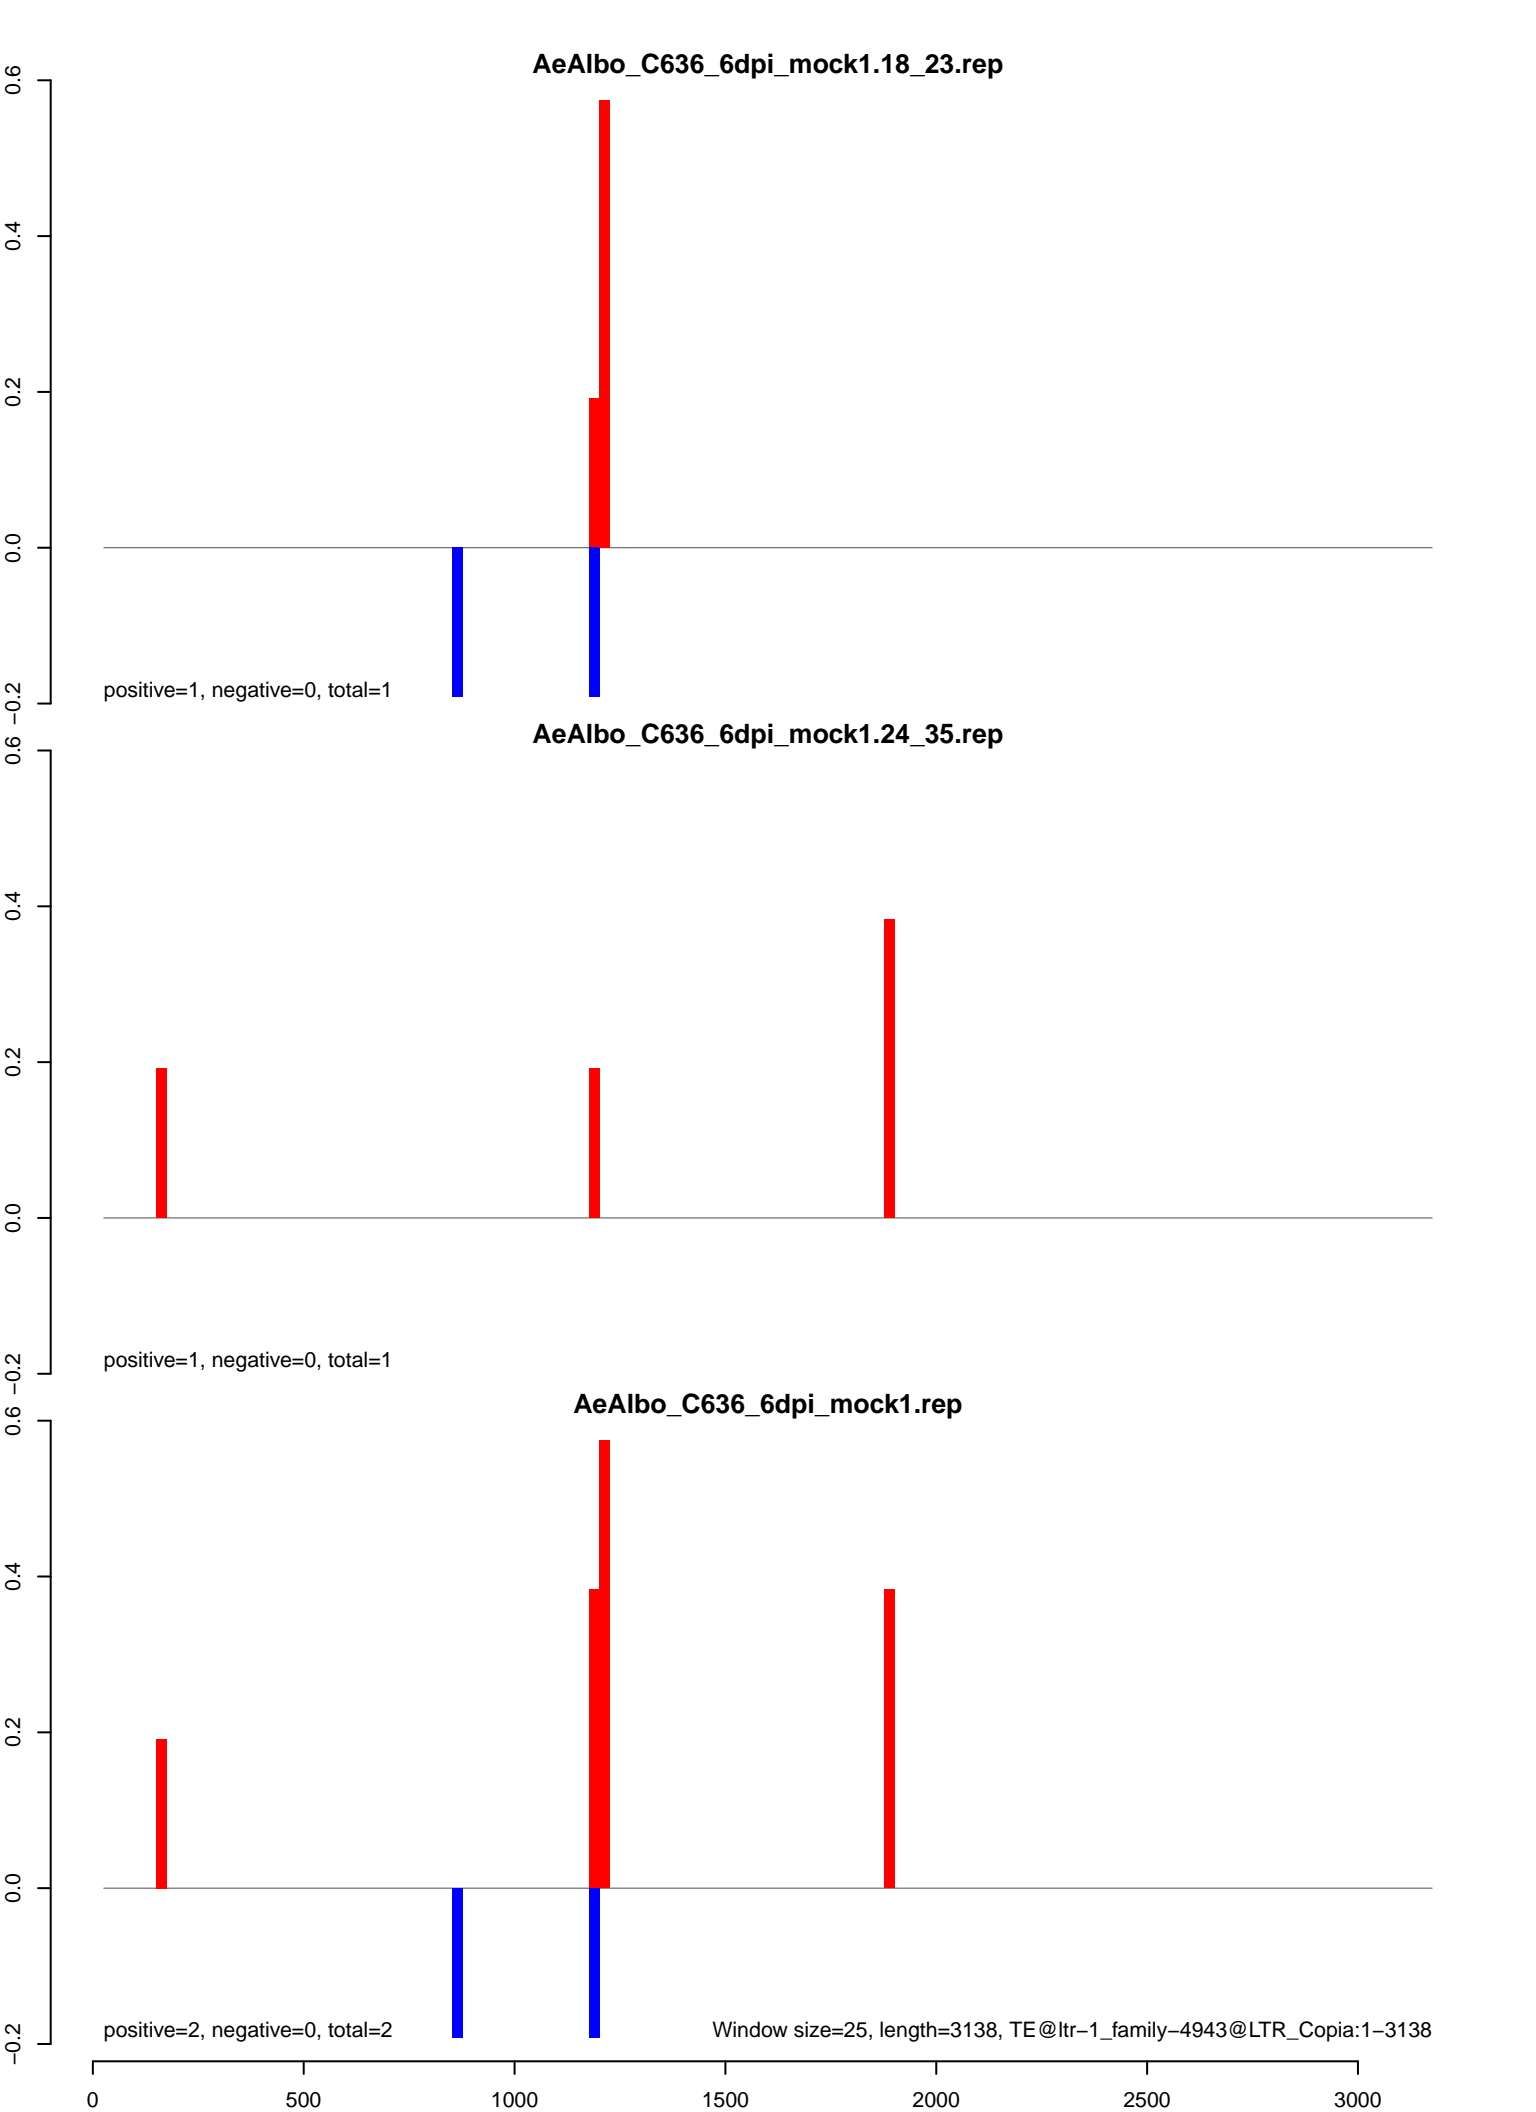 AeAlbo_C636_6dpi_mock1.18_23.rep
0.6
0.4
0.2
0.0
−0.2
positive=1, negative=0, total=1
AeAlbo_C636_6dpi_mock1.24_35.rep
0.6
0.4
0.2
0.0
−0.2
positive=1, negative=0, total=1
AeAlbo_C636_6dpi_mock1.rep
0.6
0.4
0.2
0.0
−0.2
positive=2, negative=0, total=2
Window size=25, length=3138, TE@ltr−1_family−4943@LTR_Copia:1−3138
0 500 1000 1500 2000 2500 3000